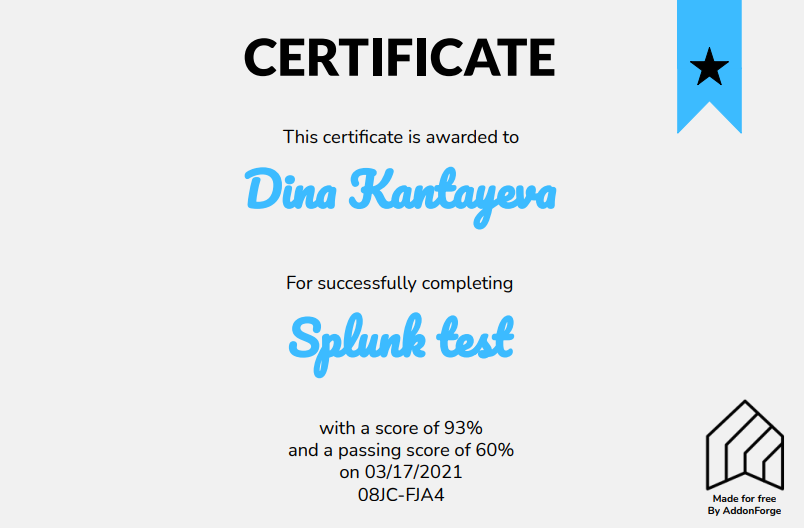 CERTIFICATE
This certificate is awarded to
Dina Kantayeva
For successfully completing
Splunk test
with a score of 93%
and a passing score of 60%
on 03/17/2021
08JC-FJA4
Made for free
By AddonForge